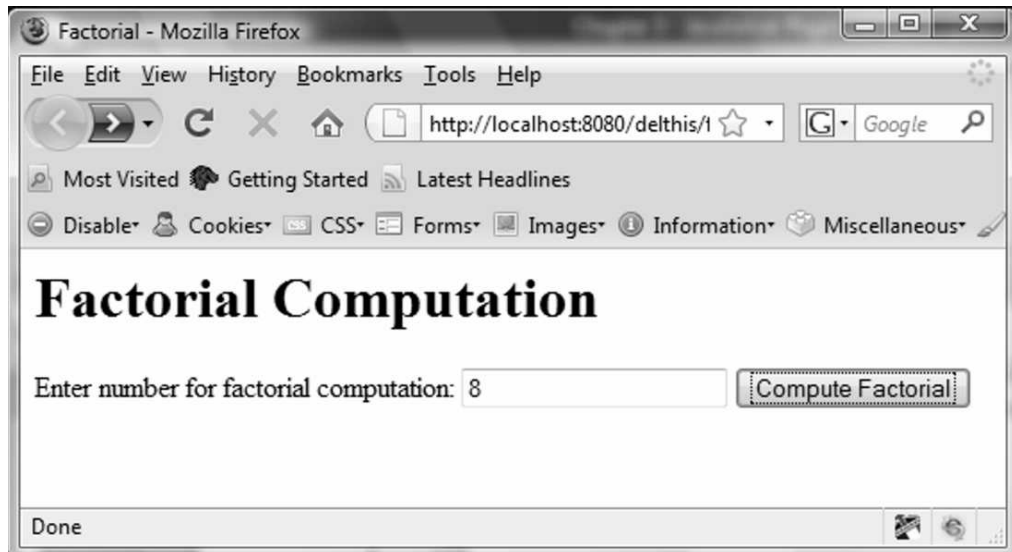 Factorial - Mozilla Firefox
File Edit View History Bookmarks Tools Help
http://localhost:8080/delthis/f G Google
Most Visited Getting Started Latest Headlines
Disable Cookies CSS CSS Forms Images Information Miscellaneous
Factorial Computation
Enter number for factorial computation: 8 Compute Factorial
Done